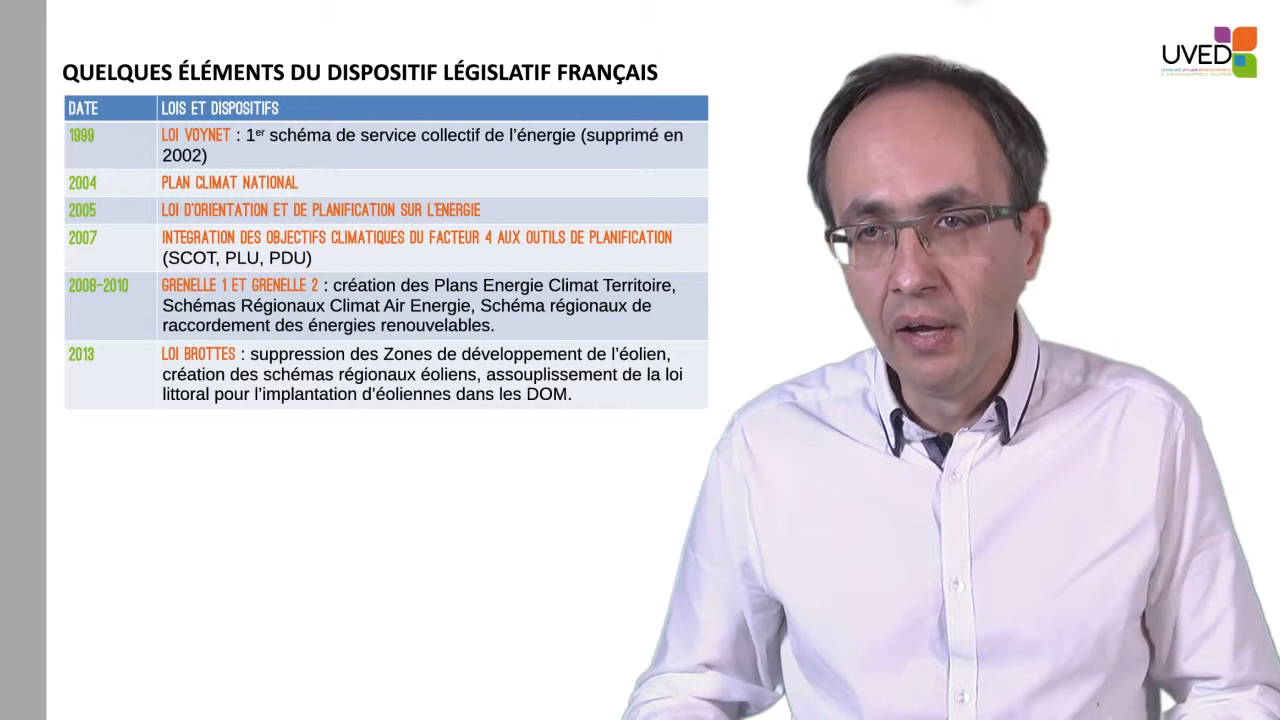 UVED
QUELQUES ÉLÉMENTS DU DISPOSITIF LÉGISLATIF FRANÇAIS
DATE LOIS ET DISPOSITIFS
1999 LOI VOYNET : 1er schéma de service collectif de l’énergie (supprimé en
2002)
2004 PLAN CLIMAT NATIONAL
2005 LOI D'ORIENTATION ET DE PLANIFICATION SUR L'ENERGIE
2007 INTEGRATION DES OBJECTIFS CLIMATIQUES DU FACTEUR 4 AUX OUTILS DE PLANIFICATION
(SCOT, PLU, PDU)
2008-2010 GRENELLE 1 ET GRENELLE 2 : création des Plans Energie Climat Territoire,
Schémas Régionaux Climat Air Energie, Schéma régionaux de
raccordement des énergies renouvelables.
2013 LOI BROTTES : suppression des Zones de développement de l’éolien,
création des schémas régionaux éoliens, assouplissement de la loi
littoral pour l’implantation d’éoliennes dans les DOM.